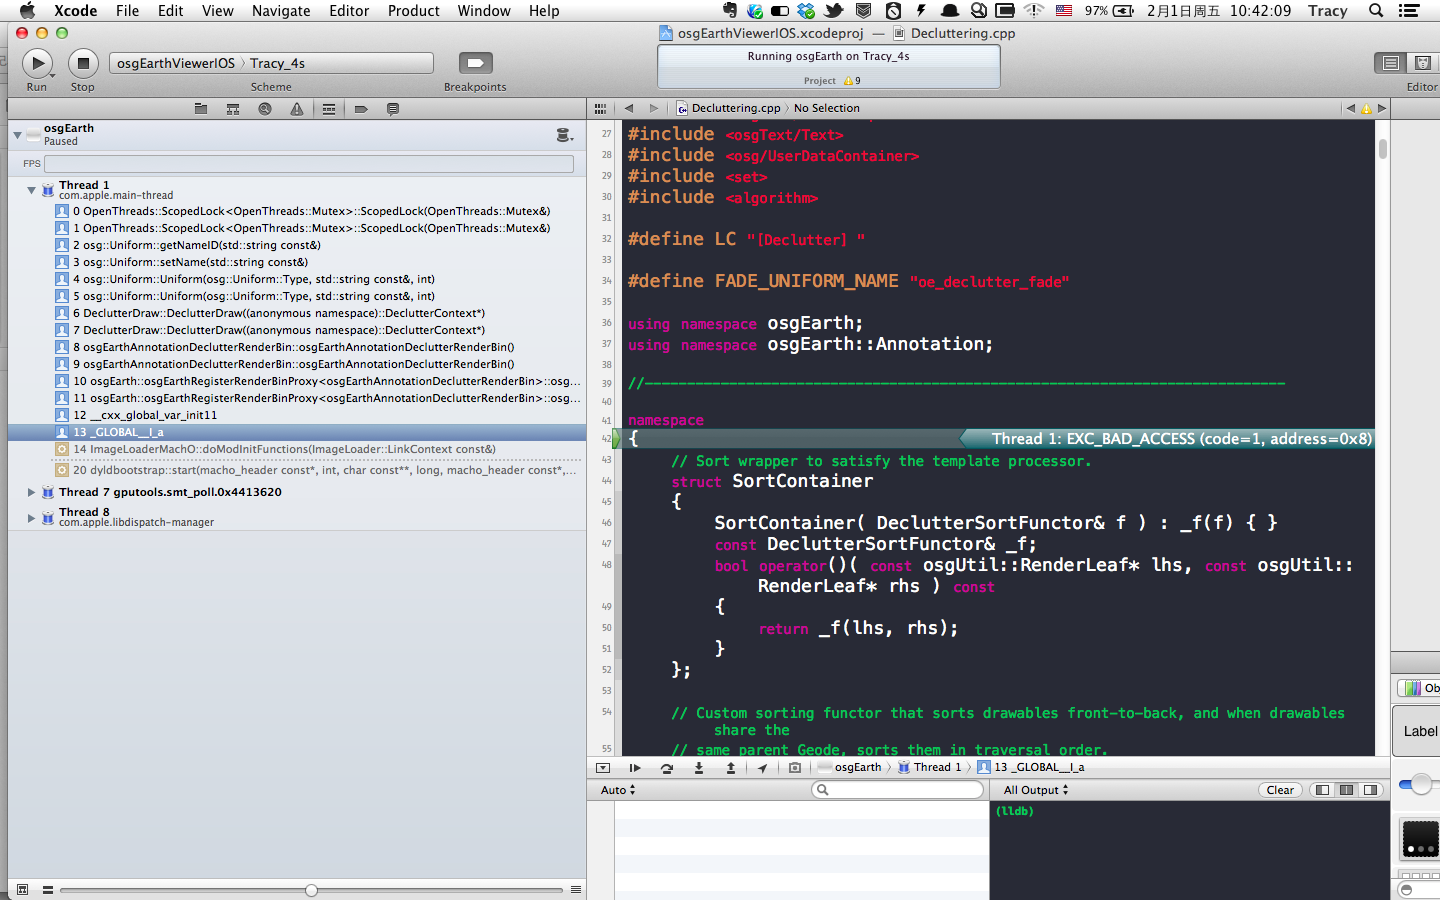 Xcode File Edit View Navigate Editor Product Window Help 97% 2月1日周五 10:42:09 Tracy
osgEarthViewerIOS.xcodeproj — Decluttering.cpp
osgEarthViewerIOS › Tracy_4s
Running osgEarth on Tracy_4s
Project 9
Run Stop Scheme Breakpoints Editor
Decluttering.cpp › No Selection
osgEarth
Paused
FPS
Thread 1
com.apple.main-thread
0 OpenThreads::ScopedLock<OpenThreads::Mutex>::ScopedLock(OpenThreads::Mutex&)
1 OpenThreads::ScopedLock<OpenThreads::Mutex>::ScopedLock(OpenThreads::Mutex&)
2 osg::Uniform::getNameID(std::string const&)
3 osg::Uniform::setName(std::string const&)
4 osg::Uniform::Uniform(osg::Uniform::Type, std::string const&, int)
5 osg::Uniform::Uniform(osg::Uniform::Type, std::string const&, int)
6 DeclutterDraw::DeclutterDraw((anonymous namespace)::DeclutterContext*)
7 DeclutterDraw::DeclutterDraw((anonymous namespace)::DeclutterContext*)
8 osgEarthAnnotationDeclutterRenderBin::osgEarthAnnotationDeclutterRenderBin()
9 osgEarthAnnotationDeclutterRenderBin::osgEarthAnnotationDeclutterRenderBin()
10 osgEarth::osgEarthRegisterRenderBinProxy<osgEarthAnnotationDeclutterRenderBin>::osg...
11 osgEarth::osgEarthRegisterRenderBinProxy<osgEarthAnnotationDeclutterRenderBin>::osg...
12 __cxx_global_var_init11
13 _GLOBAL__I_a
14 ImageLoaderMachO::doModInitFunctions(ImageLoader::LinkContext const&)
20 dyldbootstrap::start(macho_header const*, int, char const**, long, macho_header const*,...
Thread 7 gputools.smt_poll.0x4413620
Thread 8
com.apple.libdispatch-manager
27 #include <osgText/Text>
28 #include <osg/UserDataContainer>
29 #include <set>
30 #include <algorithm>
31
32 #define LC "[Declutter] "
33
34 #define FADE_UNIFORM_NAME "oe_declutter_fade"
35
36 using namespace osgEarth;
37 using namespace osgEarth::Annotation;
38
39 //---------------------------------------------------------------------------
40
41 namespace
42 { Thread 1: EXC_BAD_ACCESS (code=1, address=0x8)
43 // Sort wrapper to satisfy the template processor.
44 struct SortContainer
45 {
46 SortContainer( DeclutterSortFunctor& f ) : _f(f) { }
47 const DeclutterSortFunctor& _f;
48 bool operator()( const osgUtil::RenderLeaf* lhs, const osgUtil::
RenderLeaf* rhs ) const
49 {
50 return _f(lhs, rhs);
51 }
52 };
53
54 // Custom sorting functor that sorts drawables front-to-back, and when drawables
share the
55 // same parent Geode, sorts them in traversal order.
osgEarth › Thread 1 › 13 _GLOBAL__I_a
Auto
All Output
Clear
(lldb)
Ob
Label